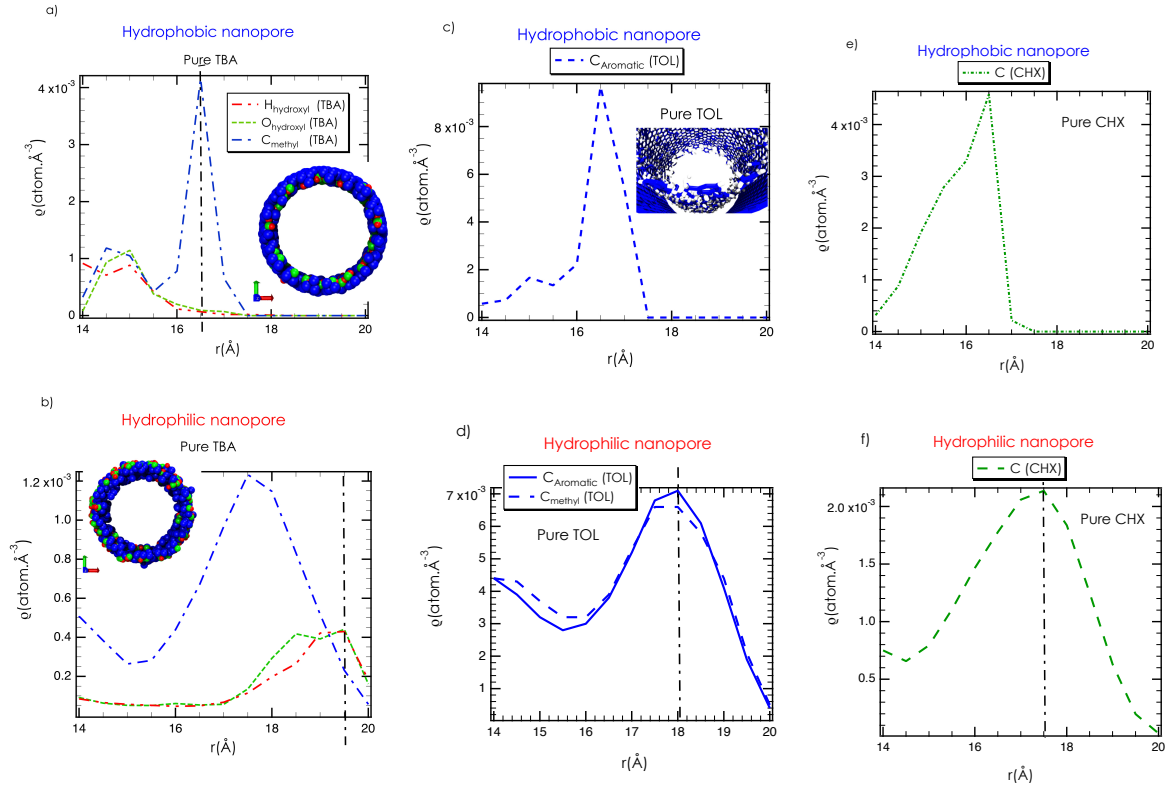 a)
Hydrophobic nanopore
Pure TBA
4 x10⁻³
3
2
1
0
ϱ(atom.Å⁻³)
H_hydroxyl (TBA)
O_hydroxyl (TBA)
C_methyl (TBA)
14 16 18 20
r(Å)
c)
Hydrophobic nanopore
C_Aromatic (TOL)
Pure TOL
8 x10⁻³
6
4
2
0
ϱ(atom.Å⁻³)
14 16 18 20
r(Å)
e)
Hydrophobic nanopore
C (CHX)
Pure CHX
4 x10⁻³
3
2
1
0
ϱ(atom.Å⁻³)
14 16 18 20
r(Å)
b)
Hydrophilic nanopore
Pure TBA
1.2 x10⁻³
1.0
0.8
0.6
0.4
0.2
ϱ(atom.Å⁻³)
14 16 18 20
r(Å)
d)
Hydrophilic nanopore
C_Aromatic (TOL)
C_methyl (TOL)
Pure TOL
7 x10⁻³
6
5
4
3
2
1
ϱ(atom.Å⁻³)
14 15 16 17 18 19 20
r(Å)
f)
Hydrophilic nanopore
C (CHX)
Pure CHX
2.0 x10⁻³
1.5
1.0
0.5
ϱ(atom.Å⁻³)
14 16 18 20
r(Å)